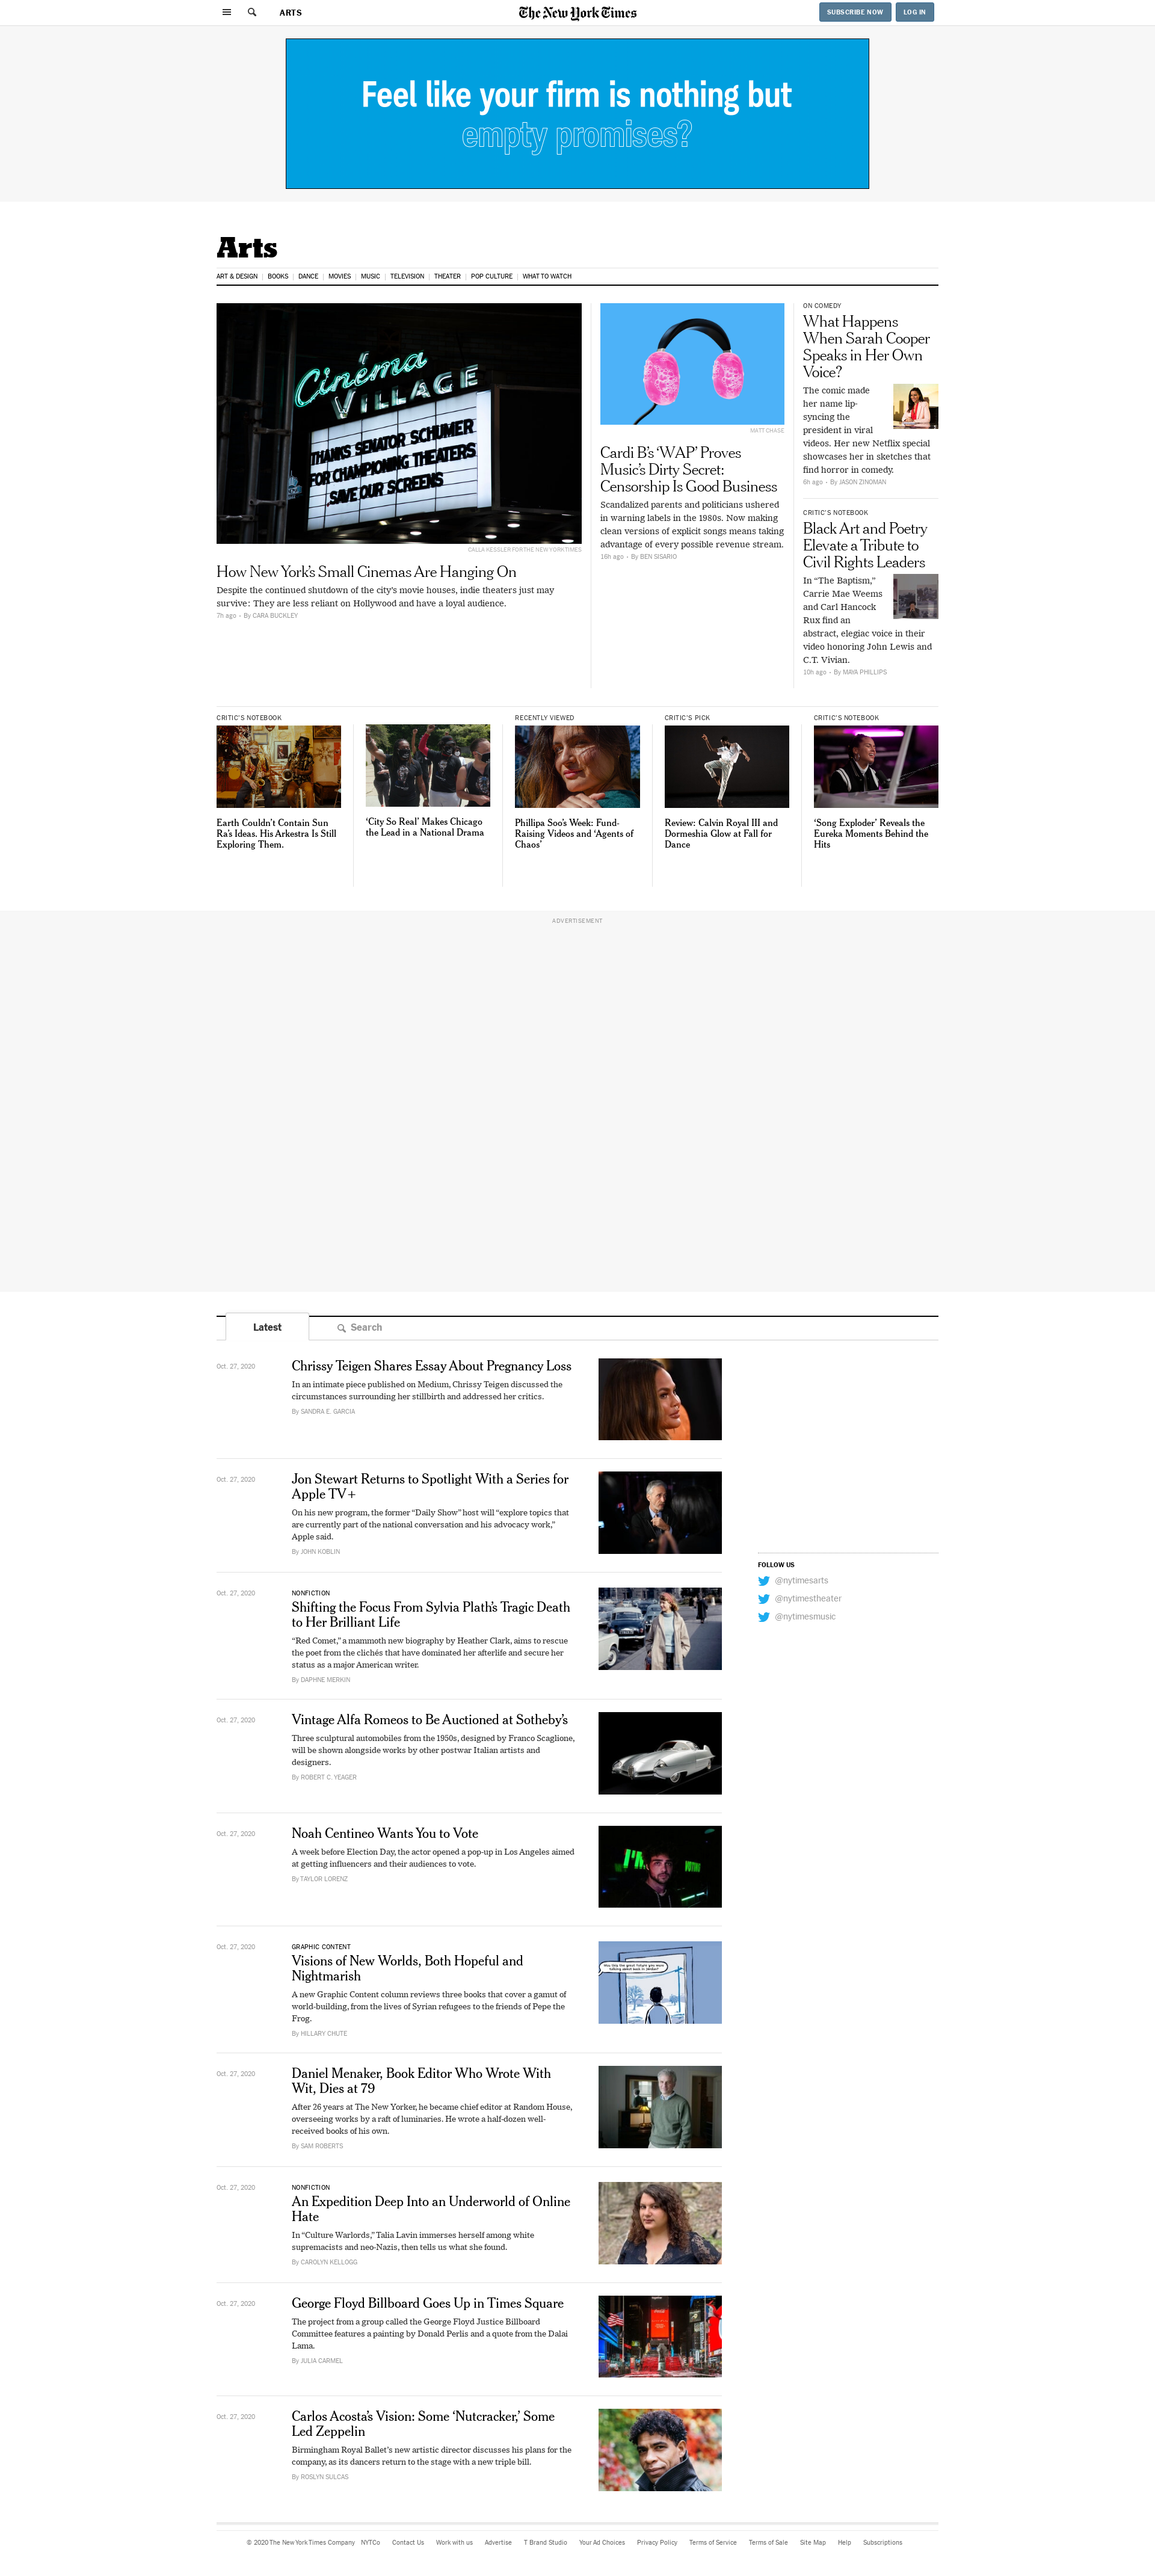 ARTS
The New York Times
SUBSCRIBE NOW
LOG IN
Feel like your firm is nothing but
empty promises?
Arts
ART & DESIGN
BOOKS
DANCE
MOVIES
MUSIC
TELEVISION
THEATER
POP CULTURE
WHAT TO WATCH
Cinéma
VILLAGE
THANKS SENATOR SCHUMER
FOR CHAMPIONING THEATERS
SAVE OUR SCREENS
CALLA KESSLER FOR THE NEW YORK TIMES
How New York's Small Cinemas Are Hanging On
Despite the continued shutdown of the city's movie houses, indie theaters just may
survive: They are less reliant on Hollywood and have a loyal audience.
7h ago • By CARA BUCKLEY
MATT CHASE
Cardi B's 'WAP' Proves
Music's Dirty Secret:
Censorship Is Good Business
Scandalized parents and politicians ushered
in warning labels in the 1980s. Now making
clean versions of explicit songs means taking
advantage of every possible revenue stream.
16h ago • By BEN SISARIO
ON COMEDY
What Happens
When Sarah Cooper
Speaks in Her Own
Voice?
The comic made
her name lip-
syncing the
president in viral
videos. Her new Netflix special
showcases her in sketches that
find horror in comedy.
6h ago • By JASON ZINOMAN
CRITIC'S NOTEBOOK
Black Art and Poetry
Elevate a Tribute to
Civil Rights Leaders
In “The Baptism,”
Carrie Mae Weems
and Carl Hancock
Rux find an
abstract, elegiac voice in their
video honoring John Lewis and
C.T. Vivian.
10h ago • By MAYA PHILLIPS
CRITIC'S NOTEBOOK
Earth Couldn't Contain Sun
Ra's Ideas. His Arkestra Is Still
Exploring Them.
'City So Real' Makes Chicago
the Lead in a National Drama
RECENTLY VIEWED
Phillipa Soo's Week: Fund-
Raising Videos and 'Agents of
Chaos'
CRITIC'S PICK
Review: Calvin Royal III and
Dormeshia Glow at Fall for
Dance
CRITIC'S NOTEBOOK
'Song Exploder' Reveals the
Eureka Moments Behind the
Hits
ADVERTISEMENT
Latest
Search
Oct. 27, 2020
Chrissy Teigen Shares Essay About Pregnancy Loss
In an intimate piece published on Medium, Chrissy Teigen discussed the
circumstances surrounding her stillbirth and addressed her critics.
By SANDRA E. GARCIA
Oct. 27, 2020
Jon Stewart Returns to Spotlight With a Series for
Apple TV+
On his new program, the former “Daily Show” host will “explore topics that
are currently part of the national conversation and his advocacy work,”
Apple said.
By JOHN KOBLIN
FOLLOW US
@nytimesarts
@nytimestheater
@nytimesmusic
Oct. 27, 2020
NONFICTION
Shifting the Focus From Sylvia Plath's Tragic Death
to Her Brilliant Life
“Red Comet,” a mammoth new biography by Heather Clark, aims to rescue
the poet from the clichés that have dominated her afterlife and secure her
status as a major American writer.
By DAPHNE MERKIN
Oct. 27, 2020
Vintage Alfa Romeos to Be Auctioned at Sotheby's
Three sculptural automobiles from the 1950s, designed by Franco Scaglione,
will be shown alongside works by other postwar Italian artists and
designers.
By ROBERT C. YEAGER
Oct. 27, 2020
Noah Centineo Wants You to Vote
A week before Election Day, the actor opened a pop-up in Los Angeles aimed
at getting influencers and their audiences to vote.
By TAYLOR LORENZ
I'M VOTING
Oct. 27, 2020
GRAPHIC CONTENT
Visions of New Worlds, Both Hopeful and
Nightmarish
A new Graphic Content column reviews three books that cover a gamut of
world-building, from the lives of Syrian refugees to the friends of Pepe the
Frog.
By HILLARY CHUTE
Oct. 27, 2020
Daniel Menaker, Book Editor Who Wrote With
Wit, Dies at 79
After 26 years at The New Yorker, he became chief editor at Random House,
overseeing works by a raft of luminaries. He wrote a half-dozen well-
received books of his own.
By SAM ROBERTS
Oct. 27, 2020
NONFICTION
An Expedition Deep Into an Underworld of Online
Hate
In “Culture Warlords,” Talia Lavin immerses herself among white
supremacists and neo-Nazis, then tells us what she found.
By CAROLYN KELLOGG
Oct. 27, 2020
George Floyd Billboard Goes Up in Times Square
The project from a group called the George Floyd Justice Billboard
Committee features a painting by Donald Perlis and a quote from the Dalai
Lama.
By JULIA CARMEL
Oct. 27, 2020
Carlos Acosta's Vision: Some 'Nutcracker,' Some
Led Zeppelin
Birmingham Royal Ballet's new artistic director discusses his plans for the
company, as its dancers return to the stage with a new triple bill.
By ROSLYN SULCAS
© 2020 The New York Times Company
NYTCo
Contact Us
Work with us
Advertise
T Brand Studio
Your Ad Choices
Privacy Policy
Terms of Service
Terms of Sale
Site Map
Help
Subscriptions